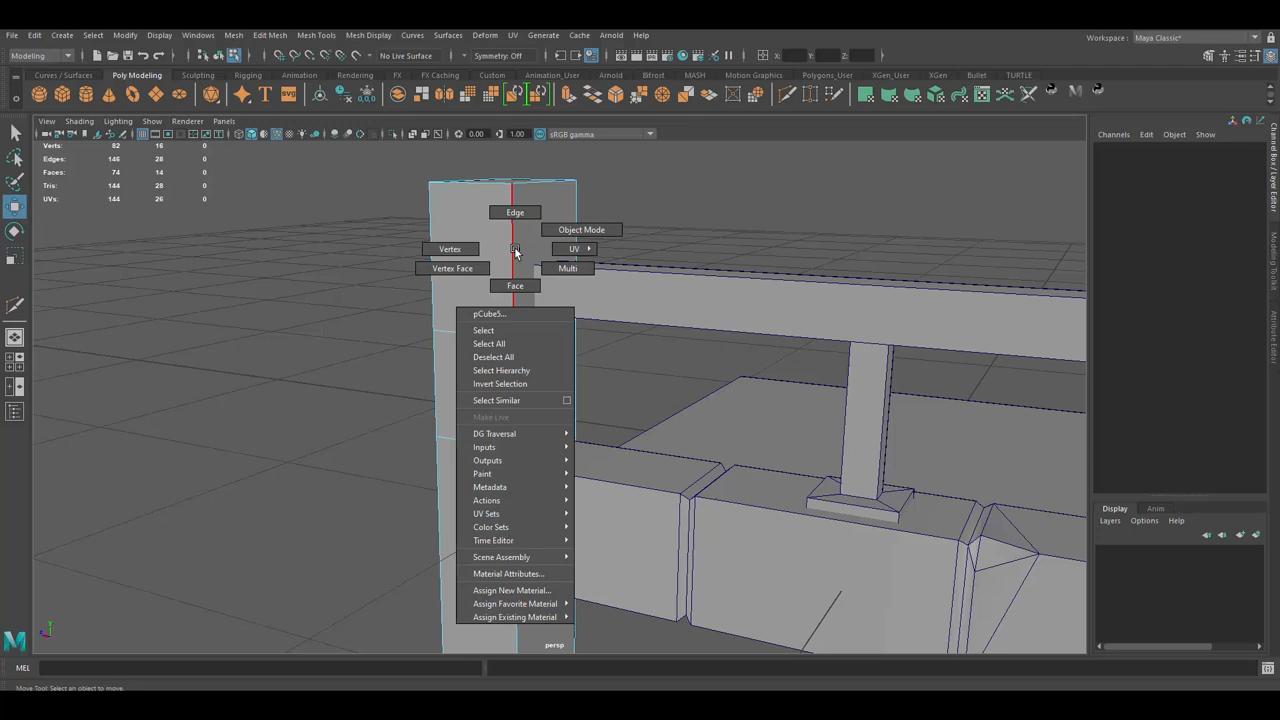 File Edit Create Select Modify Display Windows Mesh Edit Mesh Mesh Tools Mesh Display Curves Surfaces Deform UV Generate Cache Arnold Help Workspace : Maya Classic*
Modeling No Live Surface Symmetry: Off X: Y: Z:
Curves / Surfaces Poly Modeling Sculpting Rigging Animation Rendering FX FX Caching Custom Animation_User Arnold Bifrost MASH Motion Graphics Polygons_User XGen_User XGen Bullet TURTLE
View Shading Lighting Show Renderer Panels
0.00 1.00 sRGB gamma
Channels Edit Object Show
Verts: 82 16 0
Edges: 146 28 0
Faces: 74 14 0
Tris: 144 28 0
UVs: 144 26 0
Edge
Object Mode
Vertex UV
Vertex Face Multi
Face
pCube5...
Select
Select All
Deselect All
Select Hierarchy
Invert Selection
Select Similar
Make Live
DG Traversal
Inputs
Outputs
Paint
Metadata
Actions
UV Sets
Color Sets
Time Editor
Scene Assembly
Material Attributes...
Assign New Material...
Assign Favorite Material
Assign Existing Material
persp
Channel Box / Layer Editor
Attribute Editor
Display Anim
Layers Options Help
MEL
Move Tool: Select an object to move.